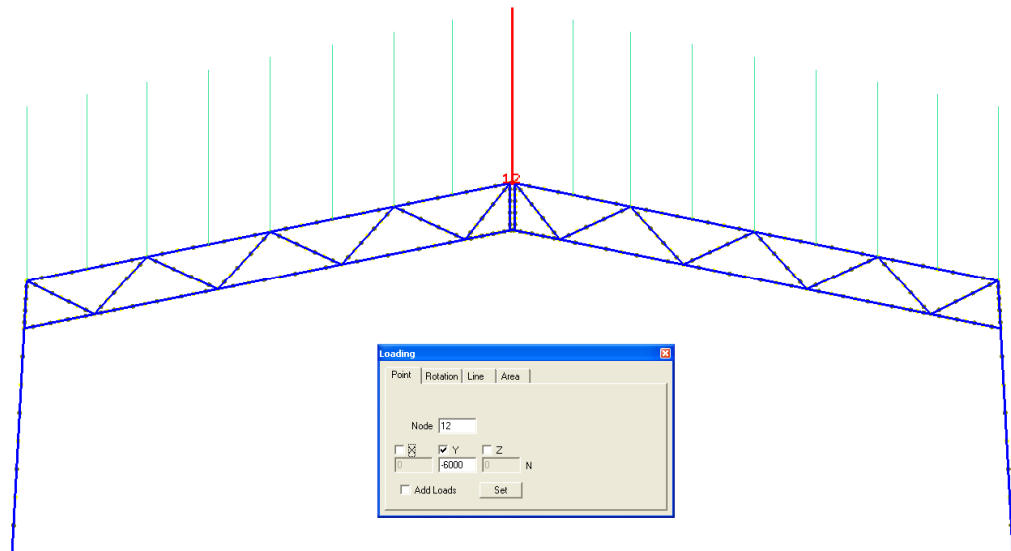 12
Loading
Point Rotation Line Area
Node 12
X Y Z
0 -6000 0 N
Add Loads Set